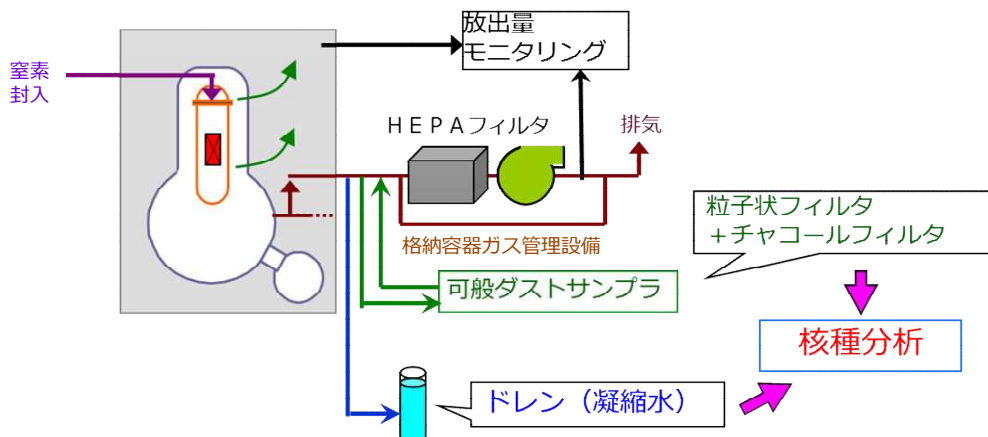 放出量
モニタリング
窒素
封入
ＨＥＰＡフィルタ
排気
粒子状フィルタ
＋チャコールフィルタ
格納容器ガス管理設備
可般ダストサンプラ
核種分析
ドレン（凝縮水）